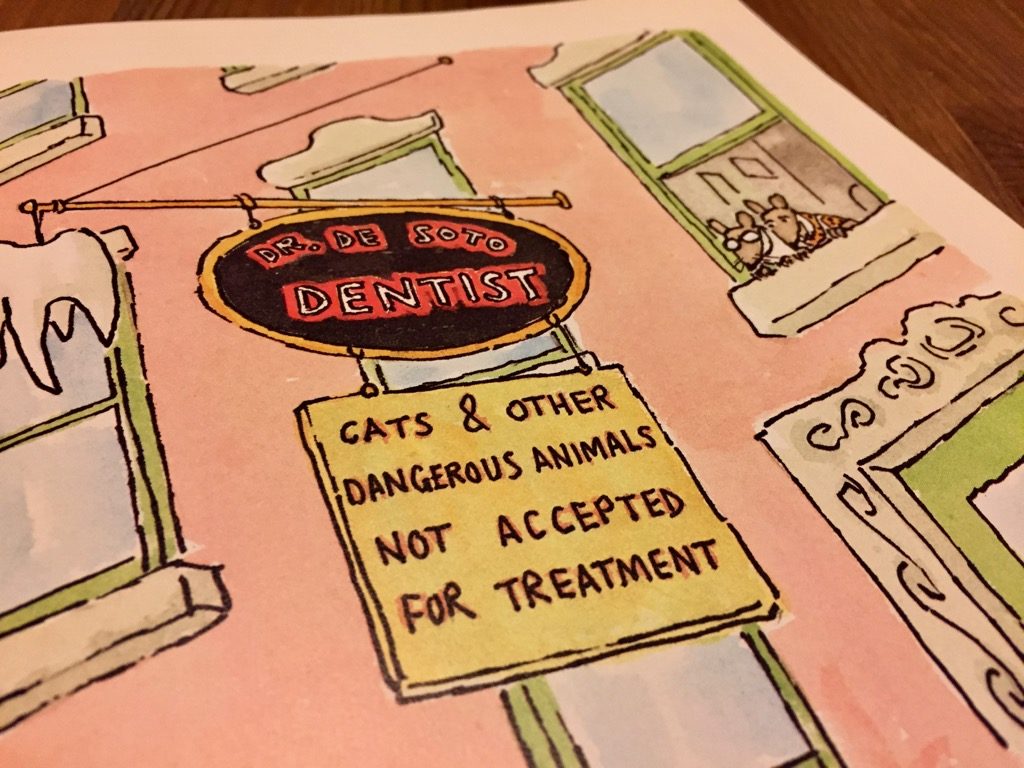 DR. DE SOTO
DENTIST
CATS & OTHER
DANGEROUS ANIMALS
NOT ACCEPTED
FOR TREATMENT